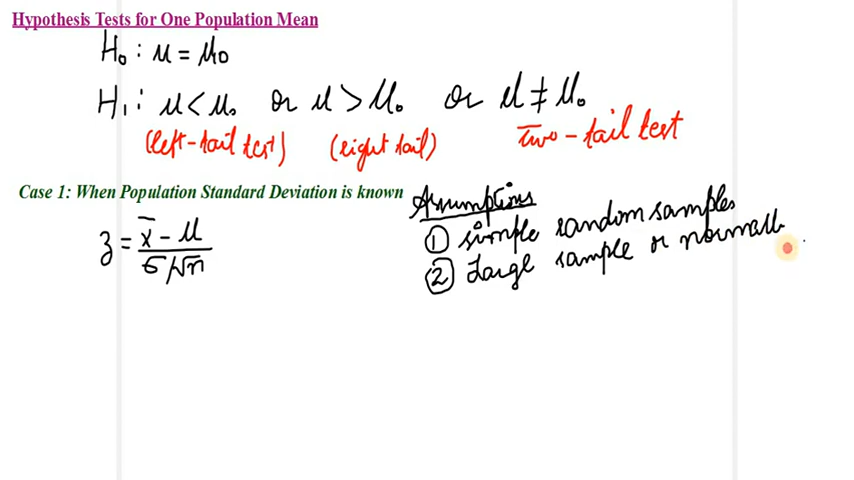 Hypothesis Tests for One Population Mean
H₀ : μ = μ₀
H₁ : μ < μ₀ or μ > μ₀ or μ ≠ μ₀
(left-tail test) (right tail) Two-tail test
Case 1: When Population Standard Deviation is known
Assumptions
z = (x̄ - μ) / (σ/√n)
① simple random samples
② Large sample or normall